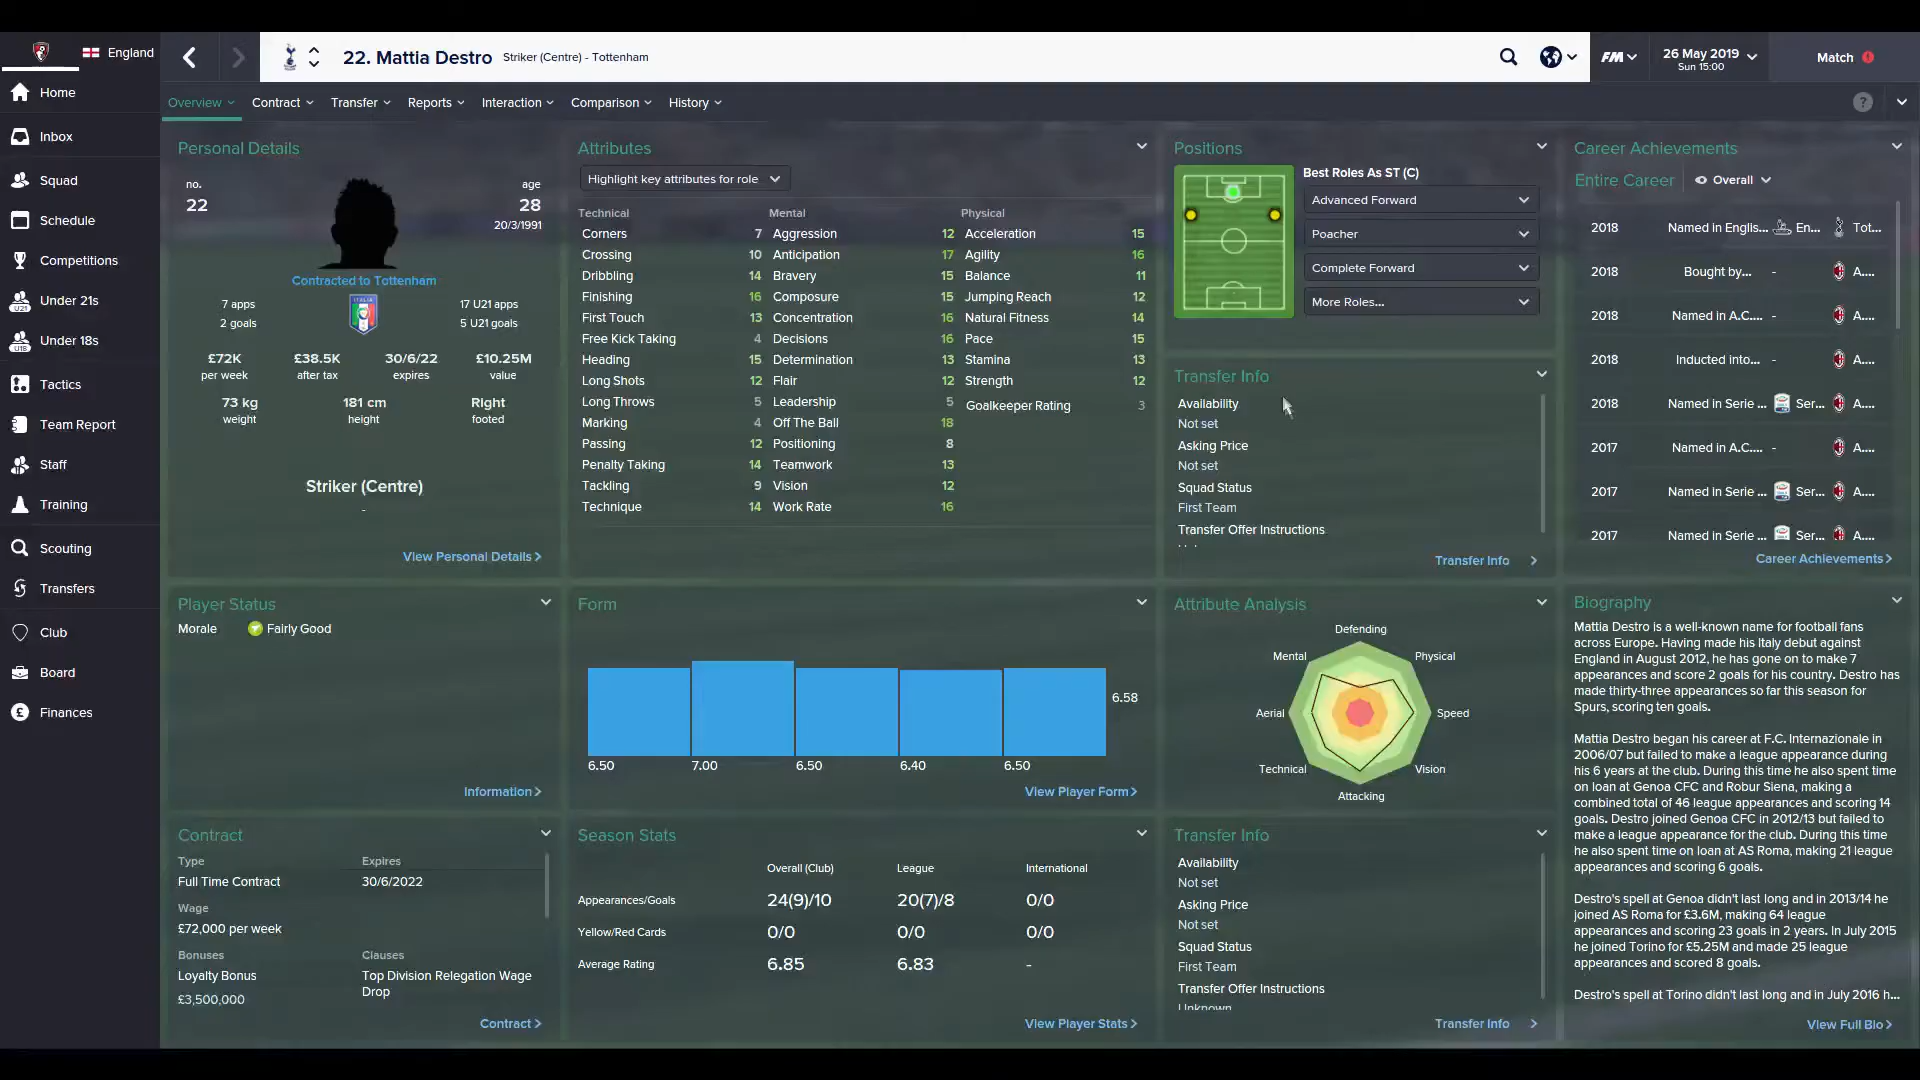 England
22. Mattia Destro Striker (Centre) - Tottenham
FM
26 May 2019
Sun 15:00
Match
Home
Inbox
Squad
Schedule
Competitions
Under 21s
Under 18s
Tactics
Team Report
Staff
Training
Scouting
Transfers
Club
Board
Finances
Overview Contract Transfer Reports Interaction Comparison History
Personal Details
no.
22
age
28
20/3/1991
Contracted to Tottenham
7 apps
2 goals
ITALIA
17 U21 apps
5 U21 goals
£72K per week
£38.5K after tax
30/6/22 expires
£10.25M value
73 kg weight
181 cm height
Right footed
Striker (Centre)
-
View Personal Details
Attributes
Highlight key attributes for role
Technical Mental Physical
Corners 7 Aggression 12 Acceleration 15
Crossing 10 Anticipation 17 Agility 16
Dribbling 14 Bravery 15 Balance 11
Finishing 16 Composure 15 Jumping Reach 12
First Touch 13 Concentration 16 Natural Fitness 14
Free Kick Taking 4 Decisions 16 Pace 15
Heading 15 Determination 13 Stamina 13
Long Shots 12 Flair 12 Strength 12
Long Throws 5 Leadership 5 Goalkeeper Rating 3
Marking 4 Off The Ball 18
Passing 12 Positioning 8
Penalty Taking 14 Teamwork 13
Tackling 9 Vision 12
Technique 14 Work Rate 16
Positions
Best Roles As ST (C)
Advanced Forward
Poacher
Complete Forward
More Roles...
Transfer Info
Availability
Not set
Asking Price
Not set
Squad Status
First Team
Transfer Offer Instructions
Transfer Info
Career Achievements
Entire Career Overall
2018 Named in Englis... En... Tot...
2018 Bought by... - A....
2018 Named in A.C.... - A....
2018 Inducted into... - A....
2018 Named in Serie ... Ser... A....
2017 Named in A.C.... - A....
2017 Named in Serie ... Ser... A....
2017 Named in Serie ... Ser... A....
Career Achievements
Player Status
Morale Fairly Good
Information
Form
6.58
6.50 7.00 6.50 6.40 6.50
View Player Form
Attribute Analysis
Defending
Mental Physical
Aerial Speed
Technical Vision
Attacking
Biography
Mattia Destro is a well-known name for football fans
across Europe. Having made his Italy debut against
England in August 2012, he has gone on to make 7
appearances and score 2 goals for his country. Destro has
made thirty-three appearances so far this season for
Spurs, scoring ten goals.
Mattia Destro began his career at F.C. Internazionale in
2006/07 but failed to make a league appearance during
his 6 years at the club. During this time he also spent time
on loan at Genoa CFC and Robur Siena, making a
combined total of 46 league appearances and scoring 14
goals. Destro joined Genoa CFC in 2012/13 but failed to
make a league appearance for the club. During this time
he also spent time on loan at AS Roma, making 21 league
appearances and scoring 6 goals.
Destro's spell at Genoa didn't last long and in 2013/14 he
joined AS Roma for £3.6M, making 64 league
appearances and scoring 23 goals in 2 years. In July 2015
he joined Torino for £5.25M and made 25 league
appearances and scored 8 goals.
Destro's spell at Torino didn't last long and in July 2016 h...
View Full Bio
Contract
Type Expires
Full Time Contract 30/6/2022
Wage
£72,000 per week
Bonuses Clauses
Loyalty Bonus Top Division Relegation Wage
£3,500,000 Drop
Contract
Season Stats
Overall (Club) League International
Appearances/Goals 24(9)/10 20(7)/8 0/0
Yellow/Red Cards 0/0 0/0 0/0
Average Rating 6.85 6.83 -
View Player Stats
Transfer Info
Availability
Not set
Asking Price
Not set
Squad Status
First Team
Transfer Offer Instructions
Unknown
Transfer Info